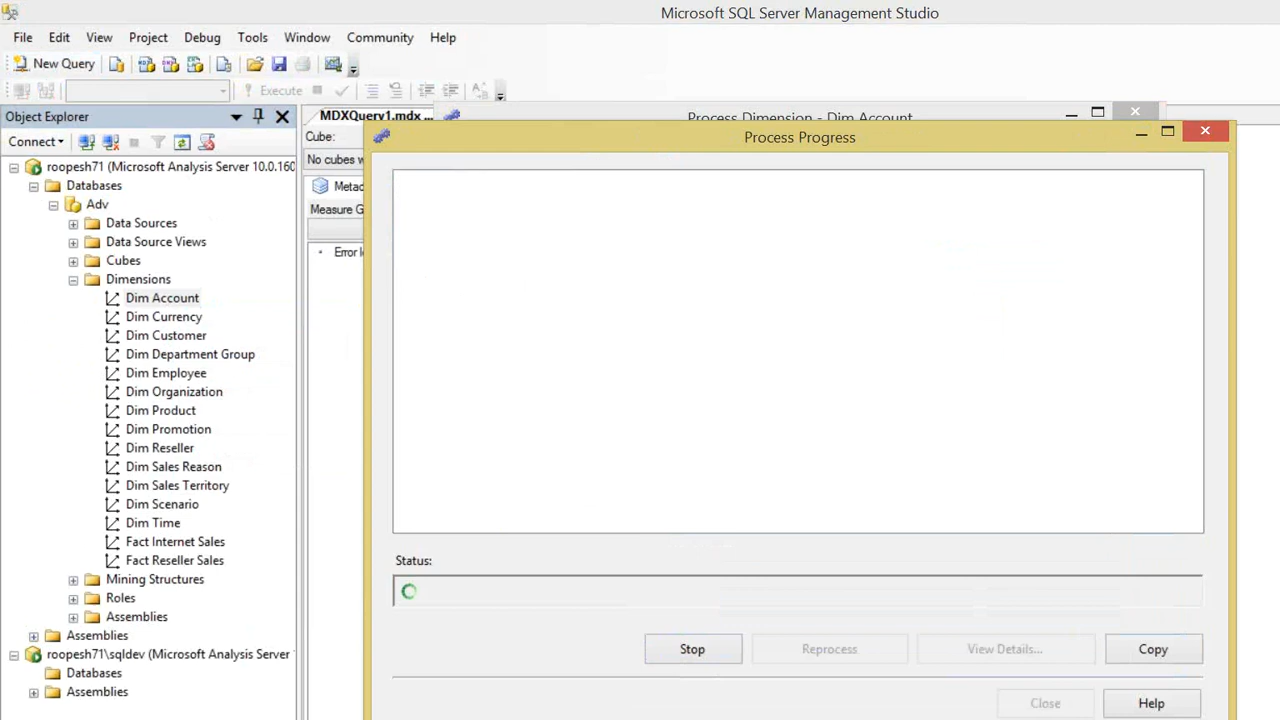 Microsoft SQL Server Management Studio
File Edit View Project Debug Tools Window Community Help
New Query
Execute
Object Explorer
MDXQuery1.mdx ...
Process Dimension - Dim Account
Connect
Cube:
Process Progress
roopesh71 (Microsoft Analysis Server 10.0.160
No cubes w
Databases
Metad
Adv
Measure G
Data Sources
Data Source Views
Error l
Cubes
Dimensions
Dim Account
Dim Currency
Dim Customer
Dim Department Group
Dim Employee
Dim Organization
Dim Product
Dim Promotion
Dim Reseller
Dim Sales Reason
Dim Sales Territory
Dim Scenario
Dim Time
Fact Internet Sales
Fact Reseller Sales
Mining Structures
Roles
Assemblies
Assemblies
roopesh71\sqldev (Microsoft Analysis Server
Databases
Assemblies
Status:
Stop Reprocess View Details... Copy
Close Help